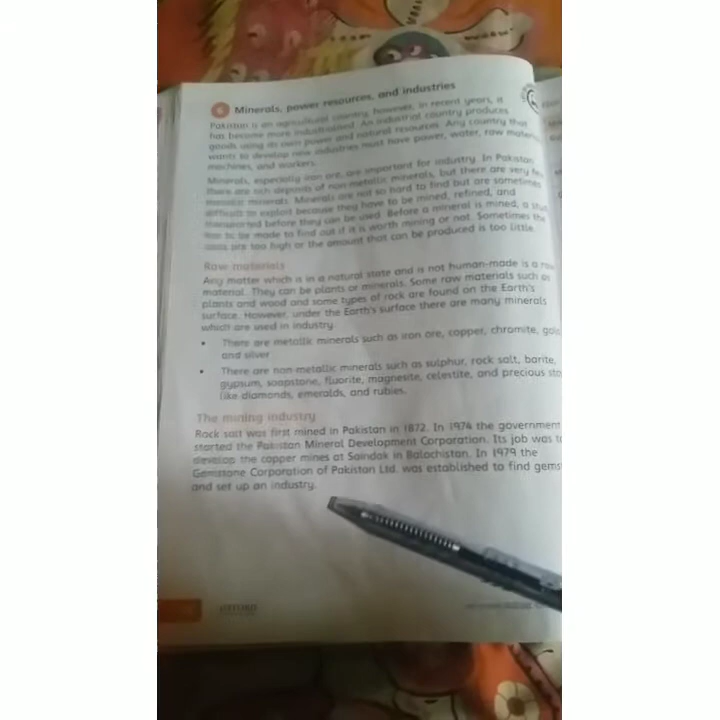 6 Minerals, power resources, and industries
Pakistan is an agricultural country, however, in recent years, it
has become more industrialised. An industrial country produces
goods using its own power and natural resources. Any country that
wants to develop new industries must have power, water, raw
machines, and workers.
Minerals, especially iron ore, are important for industry. In Pakistan
there are rich deposits of non-metallic minerals, but there are very
metallic minerals. Minerals are not so hard to find but are sometimes
difficult to exploit because they have to be mined, refined, and
transported before they can be used. Before a mineral is mined, a
has to be made to find out if it is worth mining or not. Sometimes the
costs are too high or the amount that can be produced is too little.
Raw materials
Any matter which is in a natural state and is not human-made is a
material. They can be plants or minerals. Some raw materials such as
plants and wood and some types of rock are found on the Earth's
surface. However, under the Earth's surface there are many minerals
which are used in industry.
• There are metallic minerals such as iron ore, copper, chromite, gold
and silver.
• There are non-metallic minerals such as sulphur, rock salt, barite,
gypsum, soapstone, fluorite, magnesite, celestite, and precious sto
like diamonds, emeralds, and rubies.
The mining industry
Rock salt was first mined in Pakistan in 1872. In 1974 the government
started the Pakistan Mineral Development Corporation. Its job was to
develop the copper mines at Saindak in Balochistan. In 1979 the
Gemstone Corporation of Pakistan Ltd. was established to find gems
and set up an industry.
OXFORD